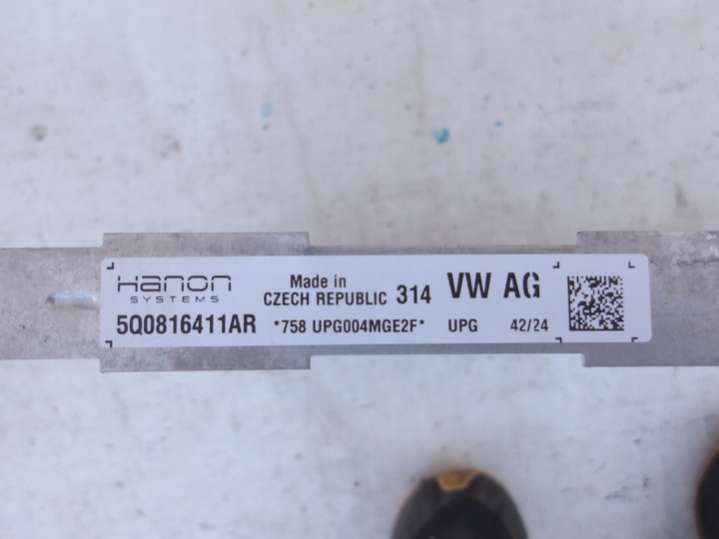 Hanon
SYSTEMS
Made in
CZECH REPUBLIC 314 VW AG
5Q0816411AR *758 UPG004MGE2F* UPG 42/24